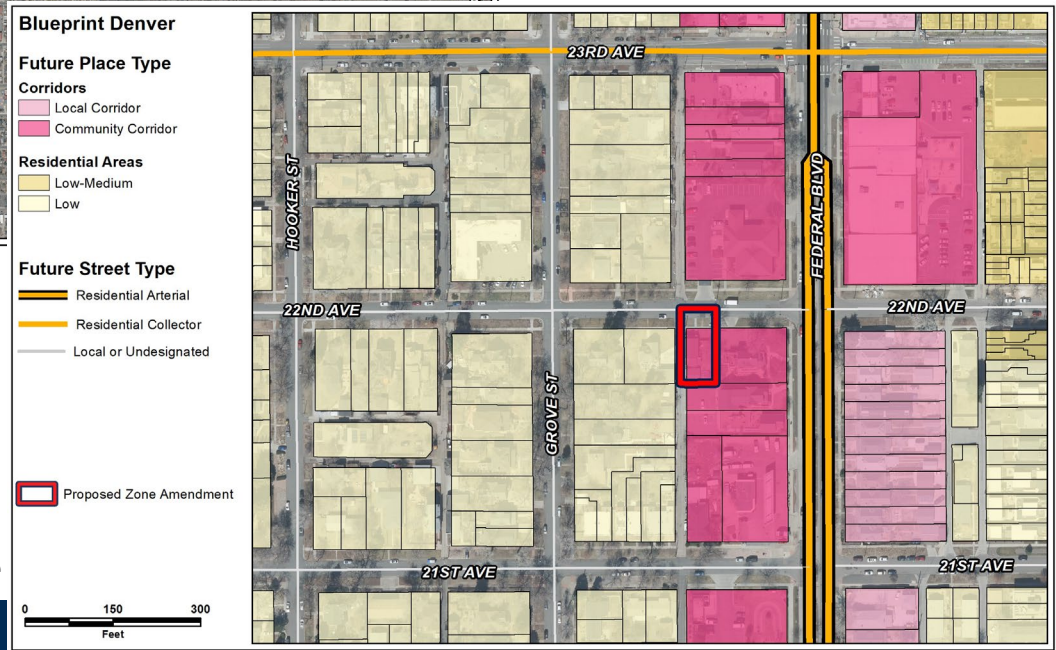 Blueprint Denver
Future Place Type
Corridors
Local Corridor
Community Corridor
Residential Areas
Low-Medium
Low
Future Street Type
Residential Arterial
Residential Collector
Local or Undesignated
Proposed Zone Amendment
0 150 300
Feet
23RD AVE
HOOKER ST
FEDERAL BLVD
22ND AVE
22ND AVE
GROVE ST
21ST AVE
21ST AVE